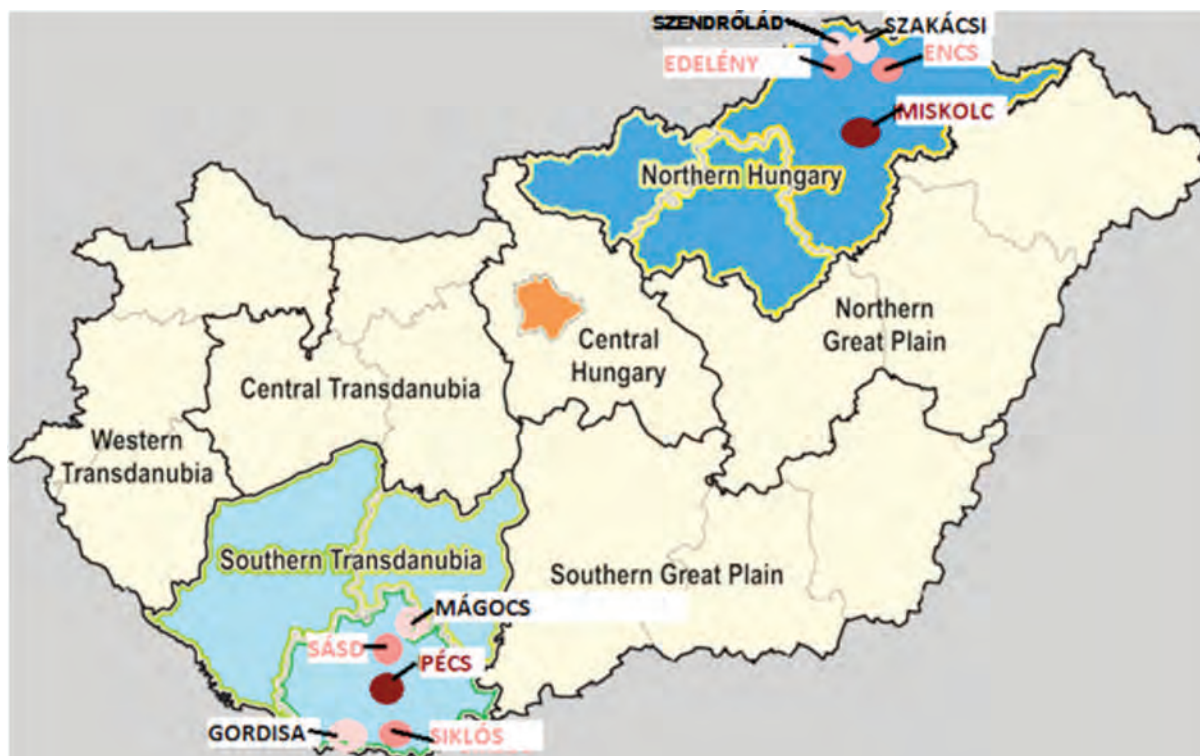 SZENDRŐLÁD
SZAKÁCSI
EDELÉNY
ENCS
MISKOLC
Northern Hungary
Northern
Great Plain
Central
Hungary
Central Transdanubia
Western
Transdanubia
Southern Transdanubia
Southern Great Plain
MÁGOCS
SÁSD
PÉCS
GORDISA
SIKLÓS